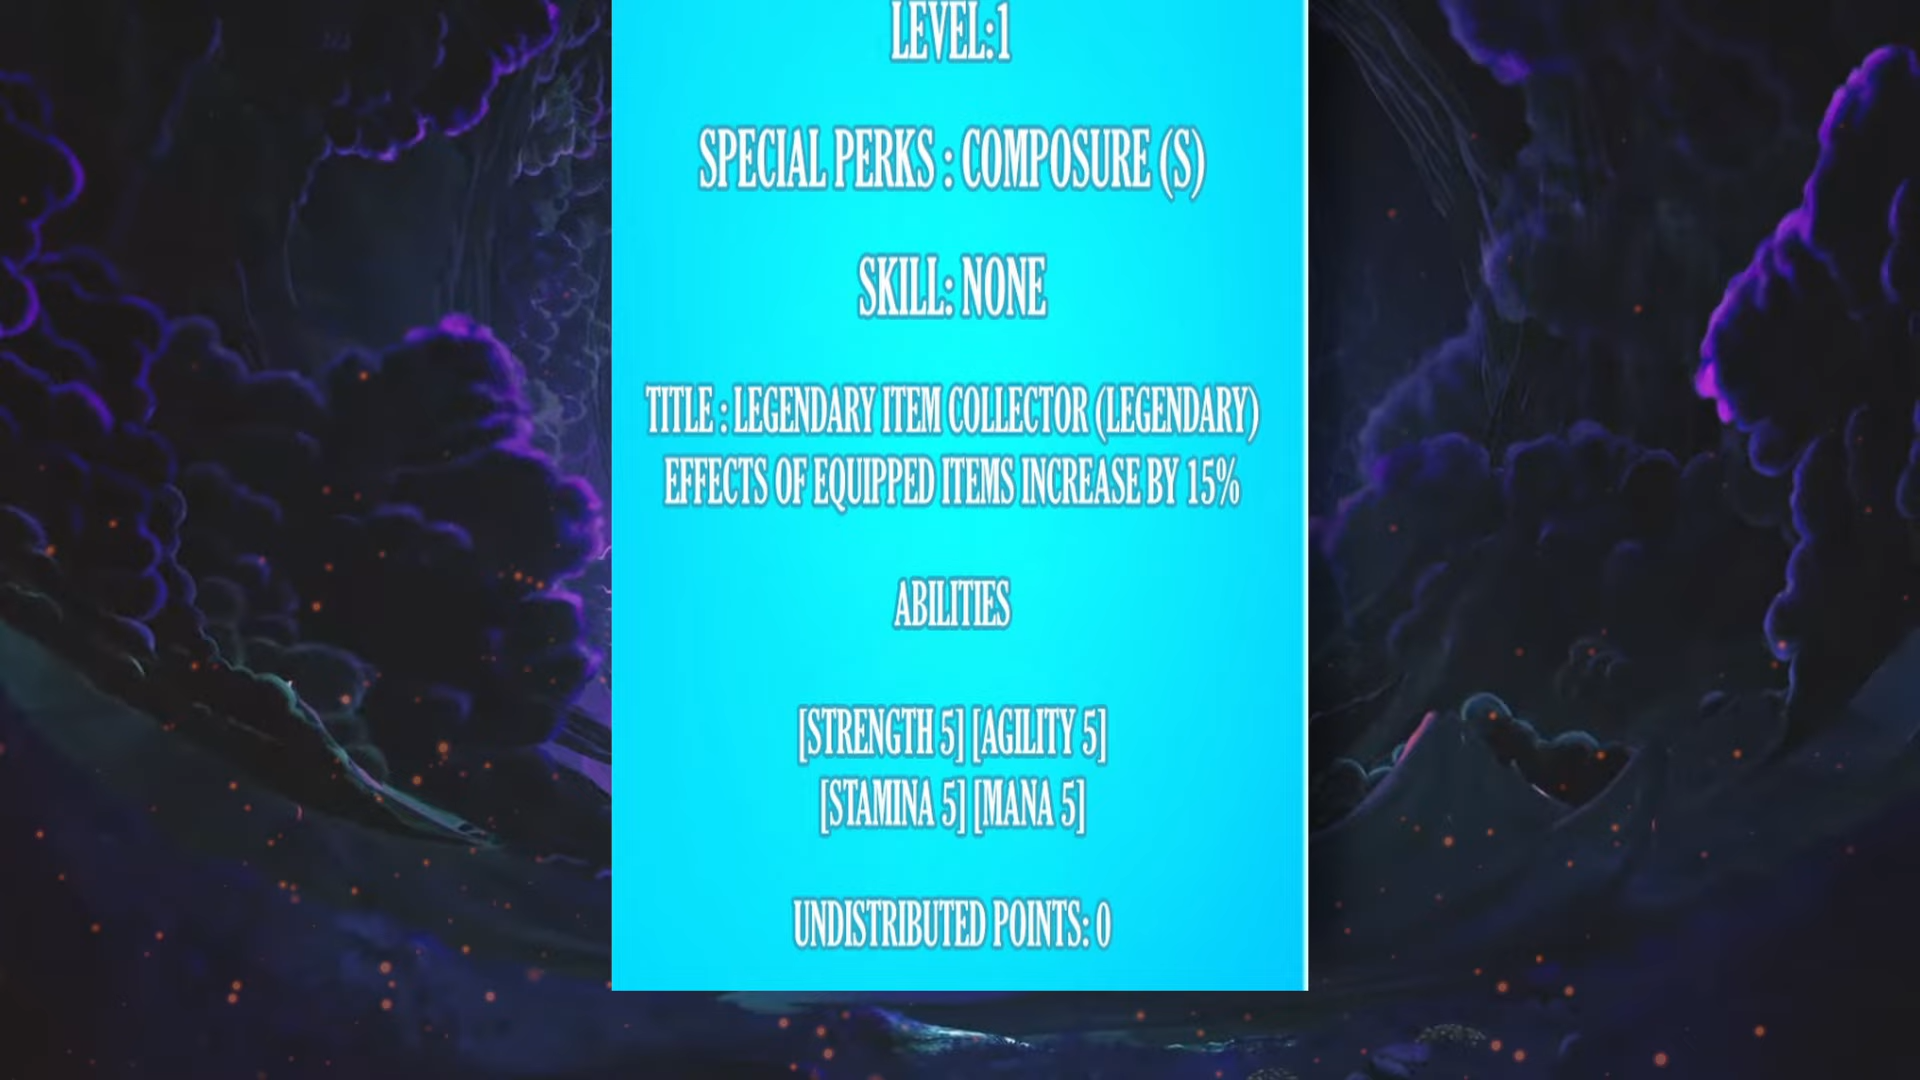 LEVEL:1
SPECIAL PERKS : COMPOSURE (S)
SKILL: NONE
TITLE : LEGENDARY ITEM COLLECTOR (LEGENDARY)
EFFECTS OF EQUIPPED ITEMS INCREASE BY 15%
ABILITIES
[STRENGTH 5] [AGILITY 5]
[STAMINA 5] [MANA 5]
UNDISTRIBUTED POINTS: 0